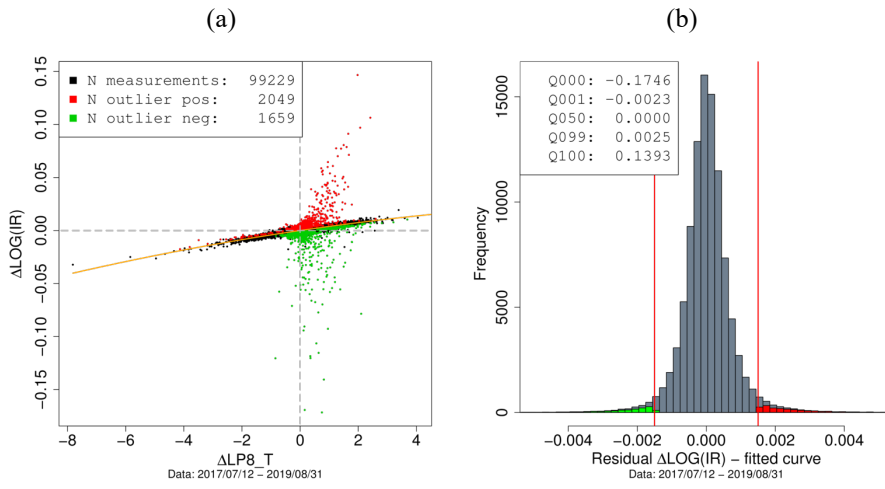 (a)
N measurements: 99229
N outlier pos: 2049
N outlier neg: 1659
0.15
0.10
0.05
0.00
−0.05
−0.10
−0.15
ΔLOG(IR)
−8 −6 −4 −2 0 2 4
ΔLP8_T
Data: 2017/07/12 − 2019/08/31
(b)
Q000: −0.1746
Q001: −0.0023
Q050: 0.0000
Q099: 0.0025
Q100: 0.1393
15000
10000
5000
0
Frequency
−0.004 −0.002 0.000 0.002 0.004
Residual ΔLOG(IR) − fitted curve
Data: 2017/07/12 − 2019/08/31